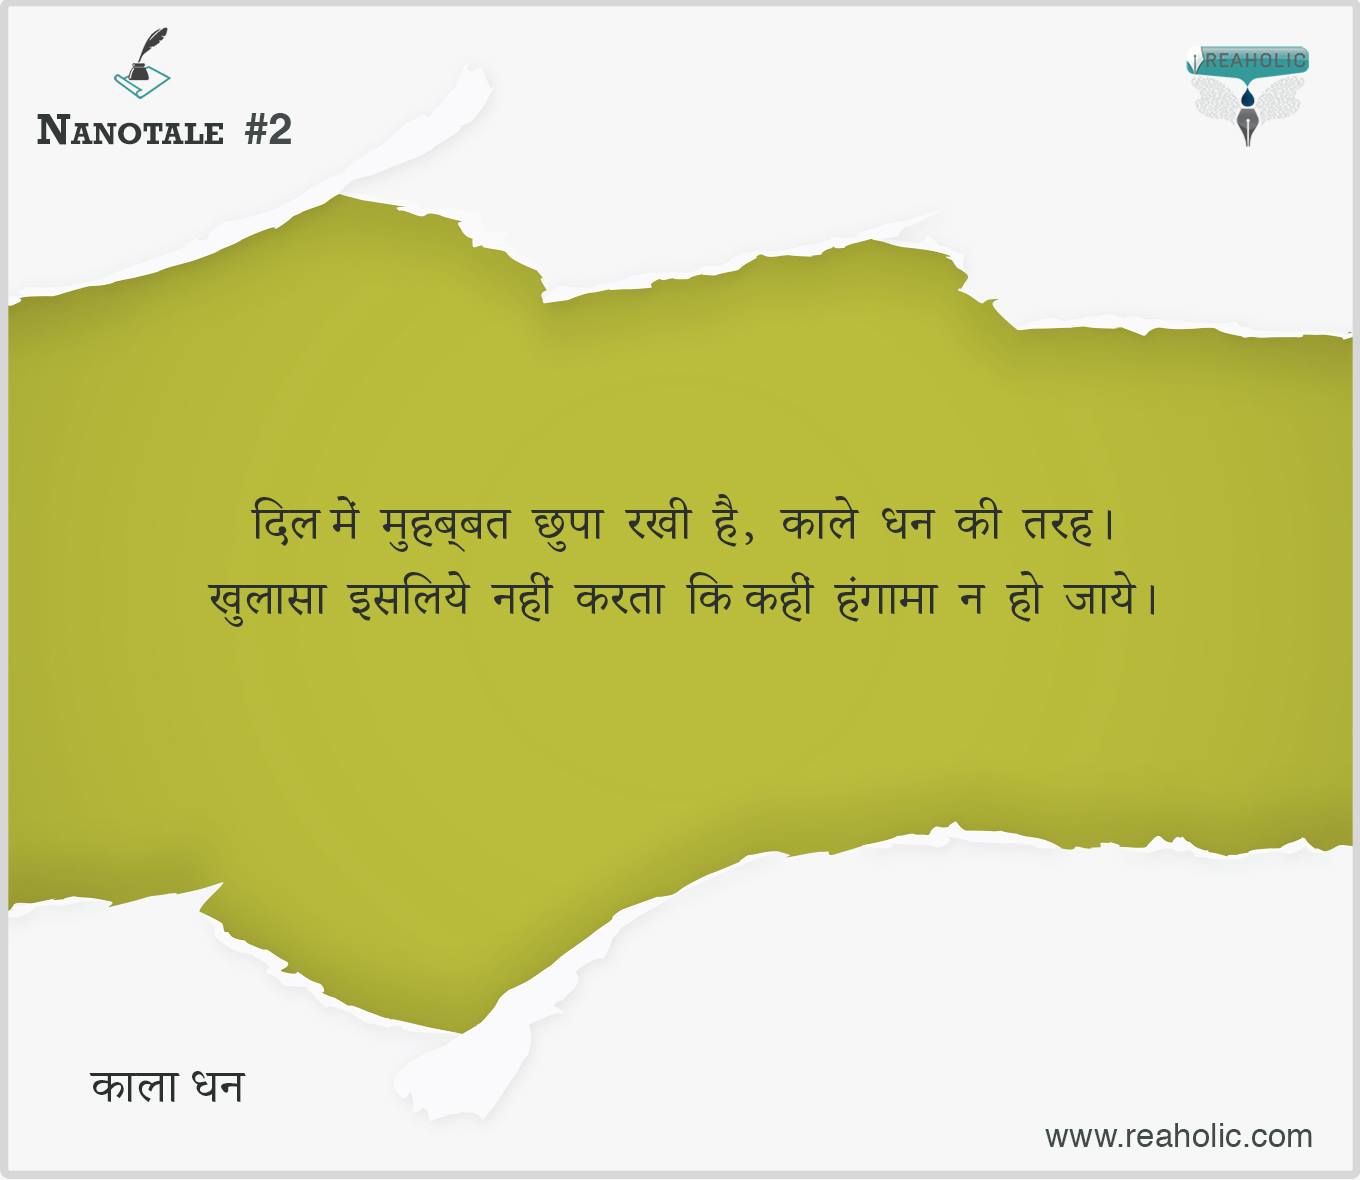 NANOTALE #2
REAHOLIC
दिल में मुहब्बत छुपा रखी है, काले धन की तरह।
खुलासा इसलिये नहीं करता कि कहीं हंगामा न हो जाये।
काला धन
www.reaholic.com